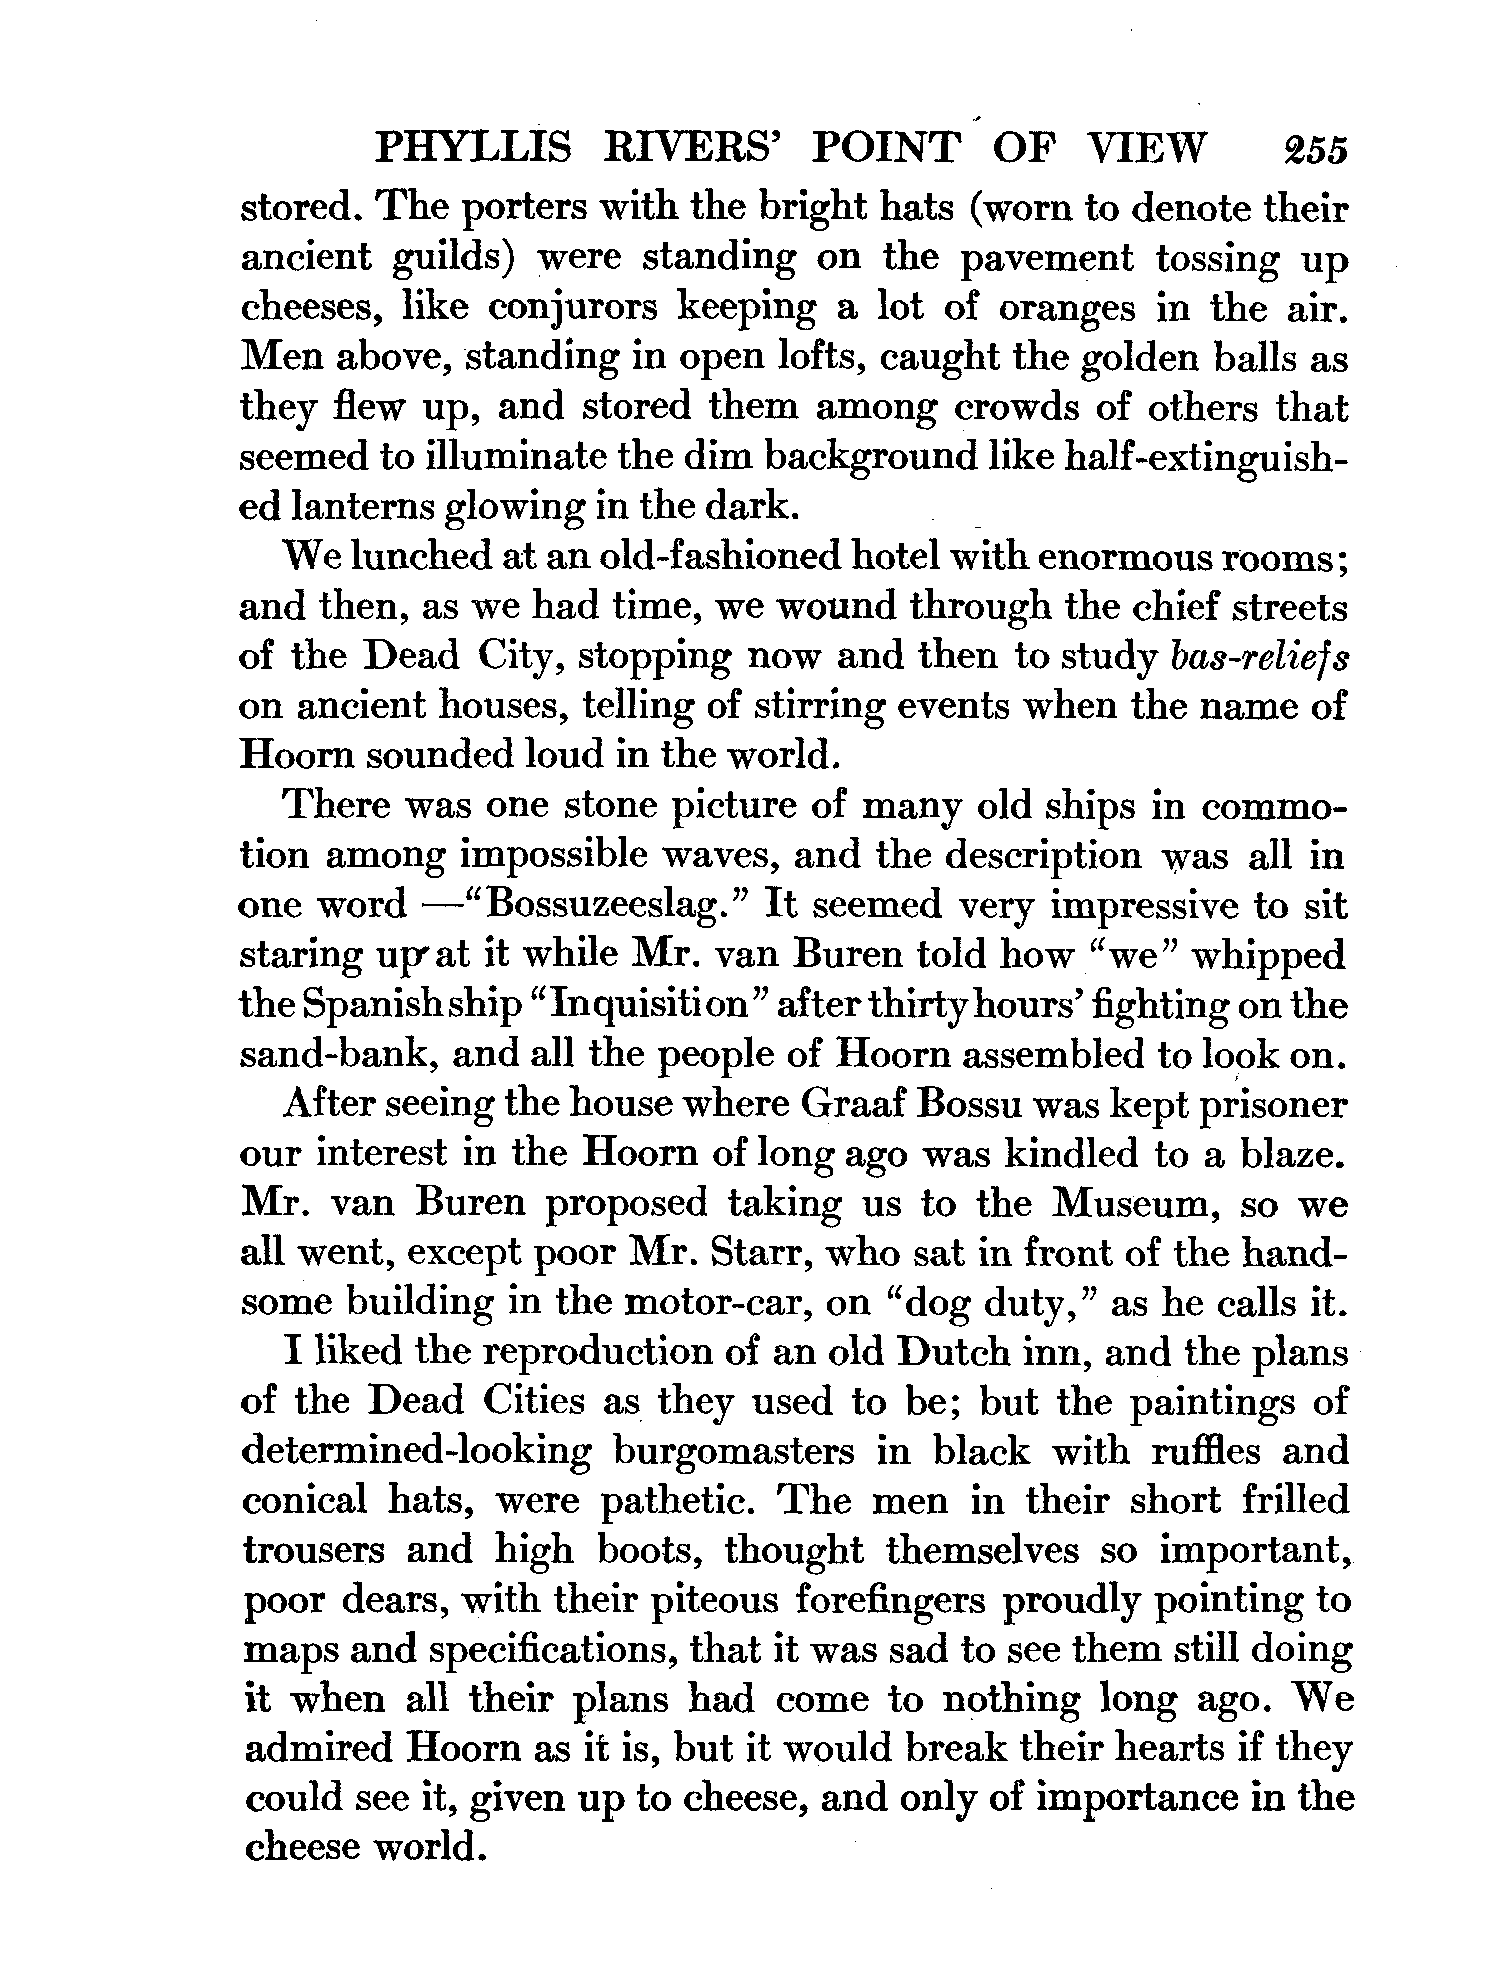 PHYLLIS RIVERS' POINT OF VIEW 255
stored. The porters with the bright hats (worn to denote their
ancient guilds) were standing on the pavement tossing up
cheeses, like conjurors keeping a lot of oranges in the air.
Men above, standing in open lofts, caught the golden balls as
they flew up, and stored them among crowds of others that
seemed to illuminate the dim background like half-extinguish-
ed lanterns glowing in the dark.
We lunched at an old-fashioned hotel with enormous rooms;
and then, as we had time, we wound through the chief streets
of the Dead City, stopping now and then to study bas-reliefs
on ancient houses, telling of stirring events when the name of
Hoorn sounded loud in the world.
There was one stone picture of many old ships in commo-
tion among impossible waves, and the description was all in
one word —"Bossuzeeslag." It seemed very impressive to sit
staring up at it while Mr. van Buren told how "we" whipped
the Spanish ship "Inquisition" after thirty hours' fighting on the
sand-bank, and all the people of Hoorn assembled to look on.
After seeing the house where Graaf Bossu was kept prisoner
our interest in the Hoorn of long ago was kindled to a blaze.
Mr. van Buren proposed taking us to the Museum, so we
all went, except poor Mr. Starr, who sat in front of the hand-
some building in the motor-car, on "dog duty," as he calls it.
I liked the reproduction of an old Dutch inn, and the plans
of the Dead Cities as they used to be; but the paintings of
determined-looking burgomasters in black with ruffles and
conical hats, were pathetic. The men in their short frilled
trousers and high boots, thought themselves so important,
poor dears, with their piteous forefingers proudly pointing to
maps and specifications, that it was sad to see them still doing
it when all their plans had come to nothing long ago. We
admired Hoorn as it is, but it would break their hearts if they
could see it, given up to cheese, and only of importance in the
cheese world.